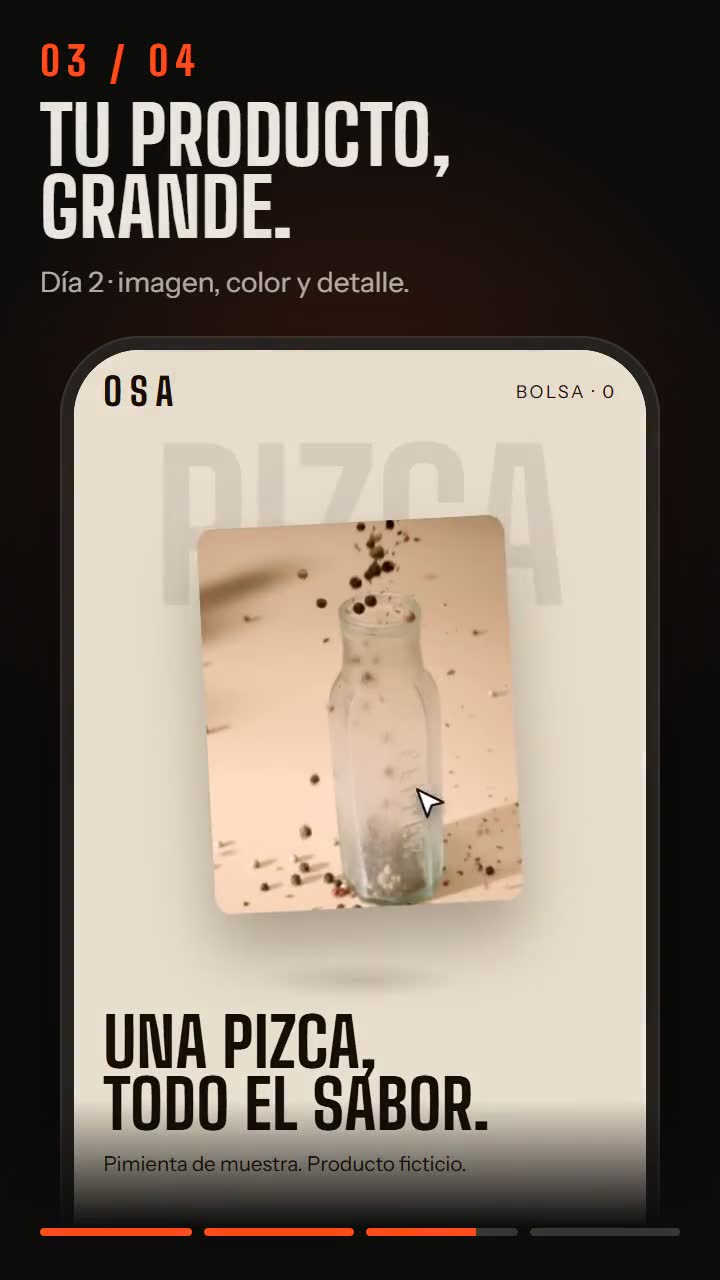 03 / 04
TU PRODUCTO,
GRANDE.
Día 2 · imagen, color y detalle.
OSA
BOLSA · 0
PIZCA
UNA PIZCA,
TODO EL SABOR.
Pimienta de muestra. Producto ficticio.